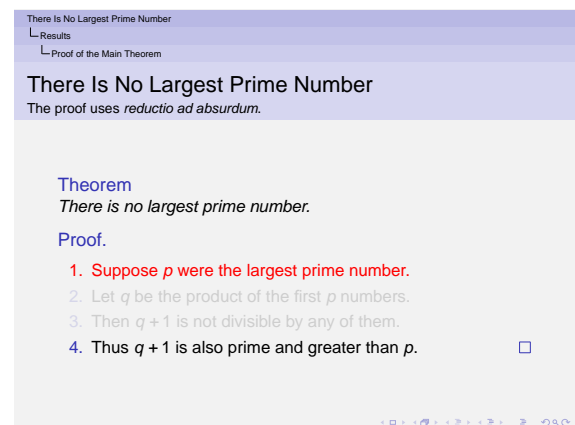 There Is No Largest Prime Number
Results
Proof of the Main Theorem
There Is No Largest Prime Number
The proof uses reductio ad absurdum.
Theorem
There is no largest prime number.
Proof.
1. Suppose p were the largest prime number.
2. Let q be the product of the first p numbers.
3. Then q + 1 is not divisible by any of them.
4. Thus q + 1 is also prime and greater than p. □